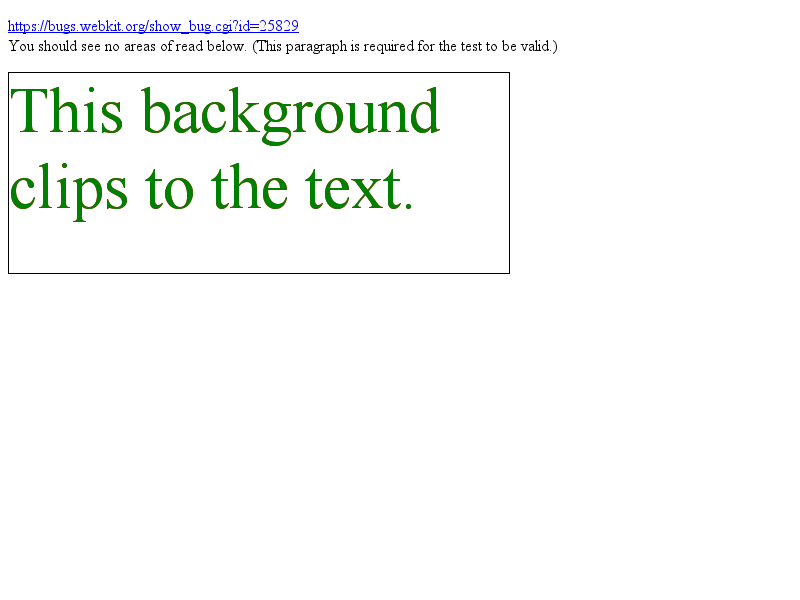 https://bugs.webkit.org/show_bug.cgi?id=25829
You should see no areas of read below. (This paragraph is required for the test to be valid.)
This background
clips to the text.